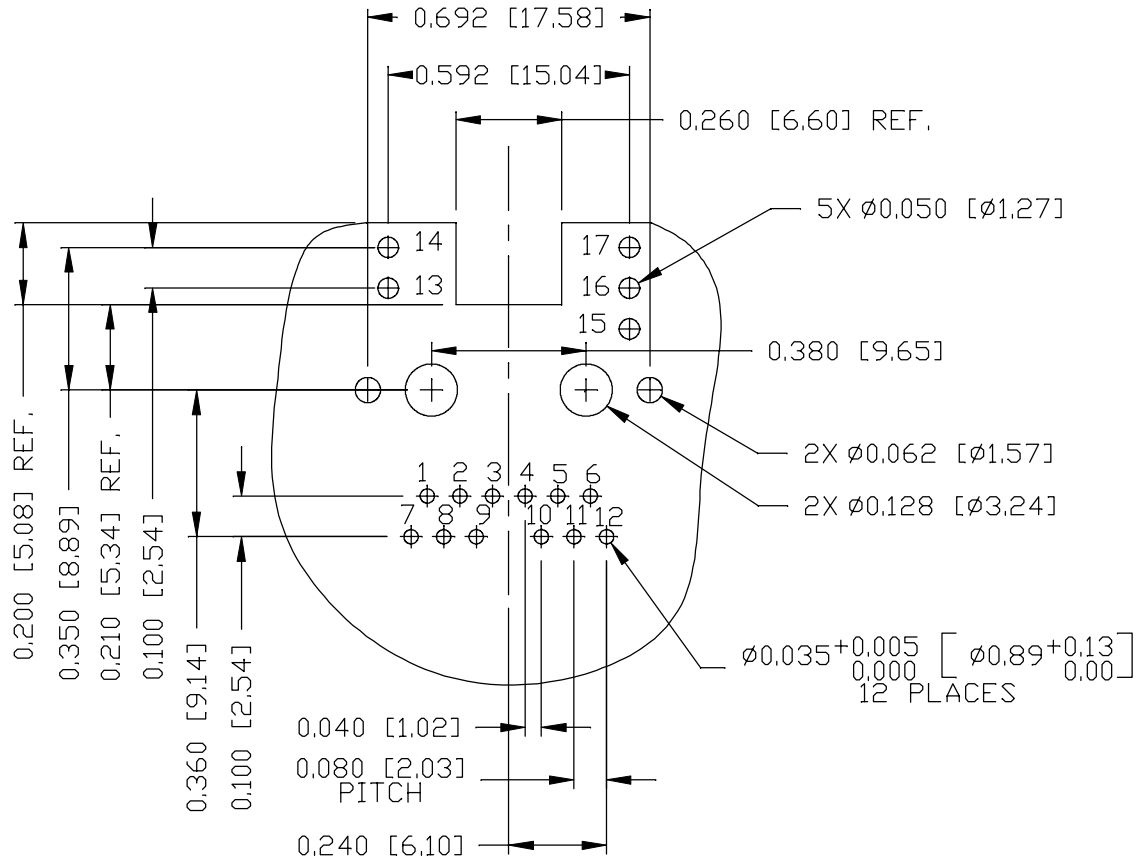 0.692 [17.58]
0.592 [15.04]
0.260 [6.60] REF.
5X Ø0.050 [Ø1.27]
14
17
13
16
15
0.380 [9.65]
2X Ø0.062 [Ø1.57]
2X Ø0.128 [Ø3.24]
1 2 3 4 5 6
7 8 9 10 11 12
0.200 [5.08] REF.
0.350 [8.89]
0.210 [5.34] REF.
0.100 [2.54]
0.360 [9.14]
0.100 [2.54]
Ø0.035 +0.005 0.000 [Ø0.89 +0.13 0.00]
12 PLACES
0.040 [1.02]
0.080 [2.03]
PITCH
0.240 [6.10]